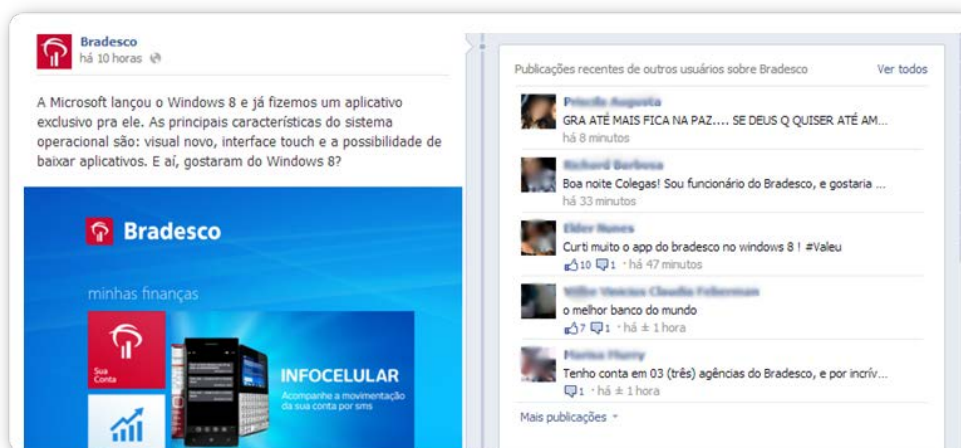 Bradesco
há 10 horas
A Microsoft lançou o Windows 8 e já fizemos um aplicativo
exclusivo pra ele. As principais características do sistema
operacional são: visual novo, interface touch e a possibilidade de
baixar aplicativos. E aí, gostaram do Windows 8?
Bradesco
minhas finanças
Sua
Conta
INFOCELULAR
Acompanhe a movimentação
da sua conta por sms
Publicações recentes de outros usuários sobre Bradesco Ver todos
GRA ATÉ MAIS FICA NA PAZ.... SE DEUS Q QUISER ATÉ AM...
há 8 minutos
Boa noite Colegas! Sou funcionário do Bradesco, e gostaria ...
há 33 minutos
Curti muito o app do bradesco no windows 8 ! #Valeu
10 1 · há 47 minutos
o melhor banco do mundo
7 1 · há ± 1 hora
Tenho conta em 03 (três) agências do Bradesco, e por incrív...
1 · há ± 1 hora
Mais publicações